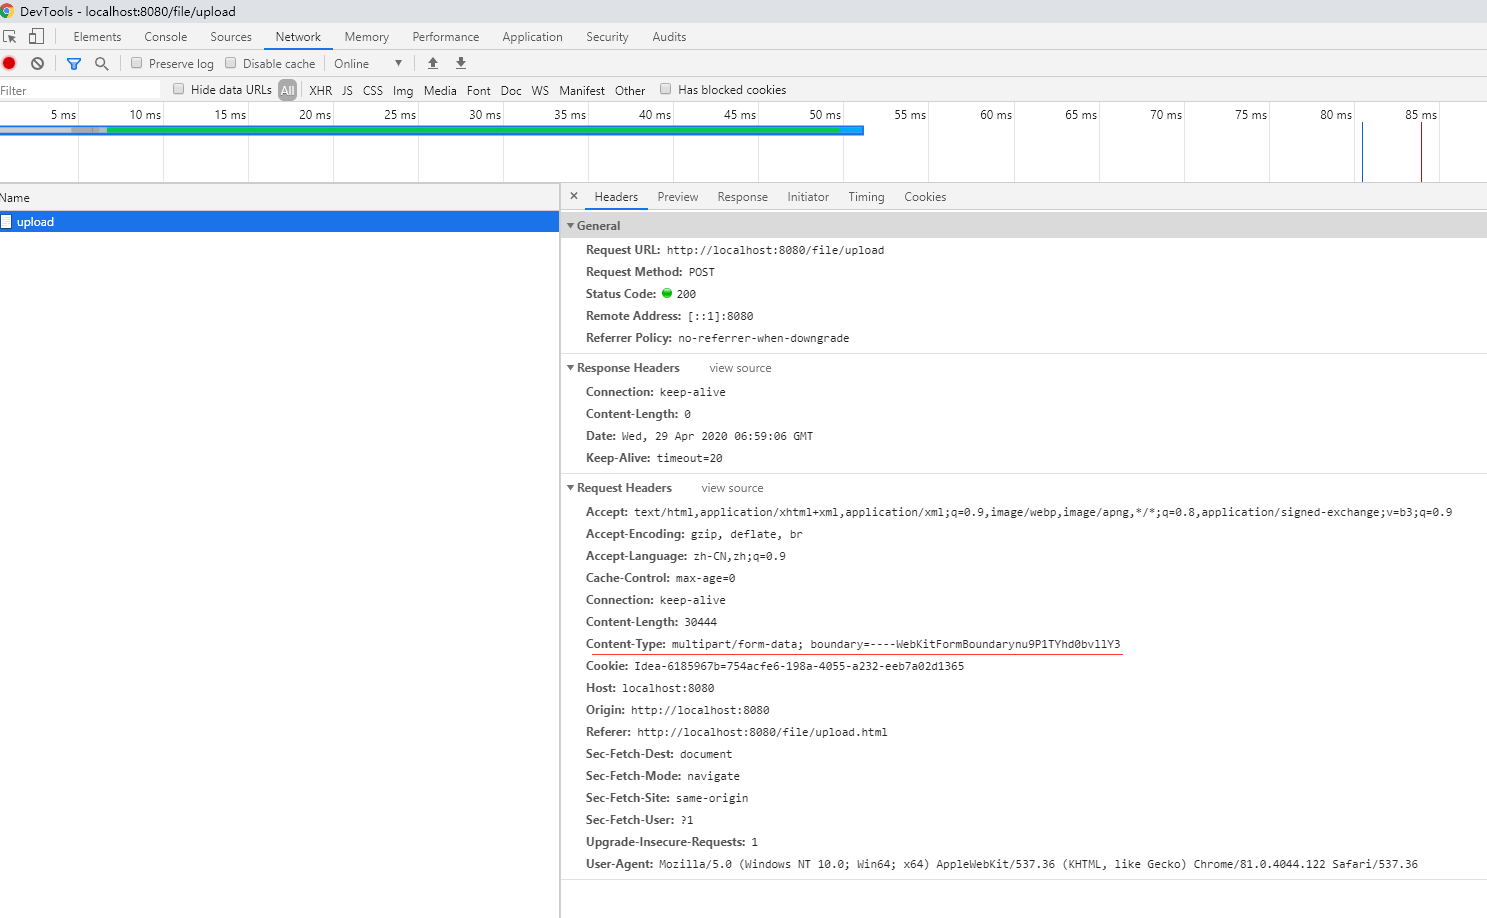 DevTools - localhost:8080/file/upload
Elements Console Sources Network Memory Performance Application Security Audits
Preserve log Disable cache Online
Filter Hide data URLs All XHR JS CSS Img Media Font Doc WS Manifest Other Has blocked cookies
5 ms 10 ms 15 ms 20 ms 25 ms 30 ms 35 ms 40 ms 45 ms 50 ms 55 ms 60 ms 65 ms 70 ms 75 ms 80 ms 85 ms
Name
upload
× Headers Preview Response Initiator Timing Cookies
General
Request URL: http://localhost:8080/file/upload
Request Method: POST
Status Code: 200
Remote Address: [::1]:8080
Referrer Policy: no-referrer-when-downgrade
Response Headers view source
Connection: keep-alive
Content-Length: 0
Date: Wed, 29 Apr 2020 06:59:06 GMT
Keep-Alive: timeout=20
Request Headers view source
Accept: text/html,application/xhtml+xml,application/xml;q=0.9,image/webp,image/apng,*/*;q=0.8,application/signed-exchange;v=b3;q=0.9
Accept-Encoding: gzip, deflate, br
Accept-Language: zh-CN,zh;q=0.9
Cache-Control: max-age=0
Connection: keep-alive
Content-Length: 30444
Content-Type: multipart/form-data; boundary=----WebKitFormBoundarynu9P1TYhd0bvllY3
Cookie: Idea-6185967b=754acfe6-198a-4055-a232-eeb7a02d1365
Host: localhost:8080
Origin: http://localhost:8080
Referer: http://localhost:8080/file/upload.html
Sec-Fetch-Dest: document
Sec-Fetch-Mode: navigate
Sec-Fetch-Site: same-origin
Sec-Fetch-User: ?1
Upgrade-Insecure-Requests: 1
User-Agent: Mozilla/5.0 (Windows NT 10.0; Win64; x64) AppleWebKit/537.36 (KHTML, like Gecko) Chrome/81.0.4044.122 Safari/537.36